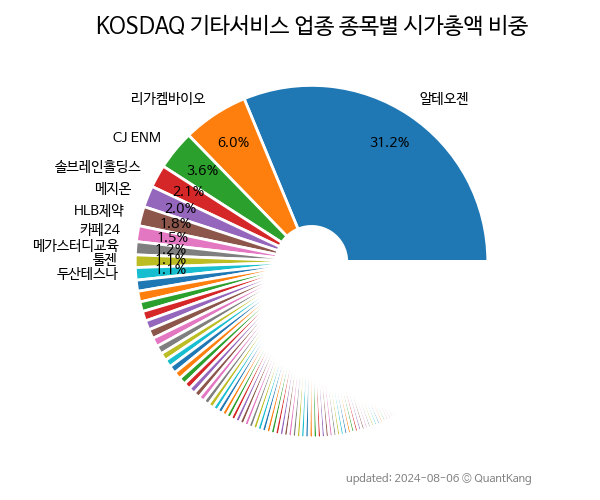 KOSDAQ 기타서비스 업종 종목별 시가총액 비중
알테오젠
31.2%
리가켐바이오
6.0%
CJ ENM
3.6%
솔브레인홀딩스
2.1%
메지온
2.0%
HLB제약
1.8%
카페24
1.5%
메가스터디교육
1.2%
툴젠
1.1%
두산테스나
1.1%
updated: 2024-08-06 © QuantKang